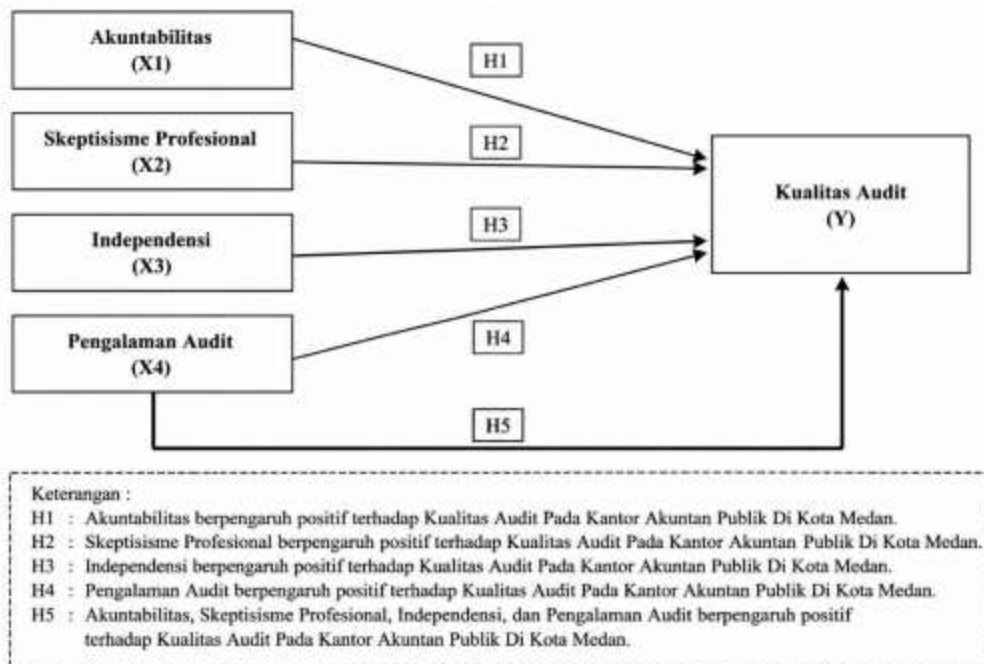 Akuntabilitas
(X1)
H1
Skeptisisme Profesional
(X2)
H2
Kualitas Audit
(Y)
Independensi
(X3)
H3
Pengalaman Audit
(X4)
H4
H5
Keterangan :
H1 : Akuntabilitas berpengaruh positif terhadap Kualitas Audit Pada Kantor Akuntan Publik Di Kota Medan.
H2 : Skeptisisme Profesional berpengaruh positif terhadap Kualitas Audit Pada Kantor Akuntan Publik Di Kota Medan.
H3 : Independensi berpengaruh positif terhadap Kualitas Audit Pada Kantor Akuntan Publik Di Kota Medan.
H4 : Pengalaman Audit berpengaruh positif terhadap Kualitas Audit Pada Kantor Akuntan Publik Di Kota Medan.
H5 : Akuntabilitas, Skeptisisme Profesional, Independensi, dan Pengalaman Audit berpengaruh positif
terhadap Kualitas Audit Pada Kantor Akuntan Publik Di Kota Medan.